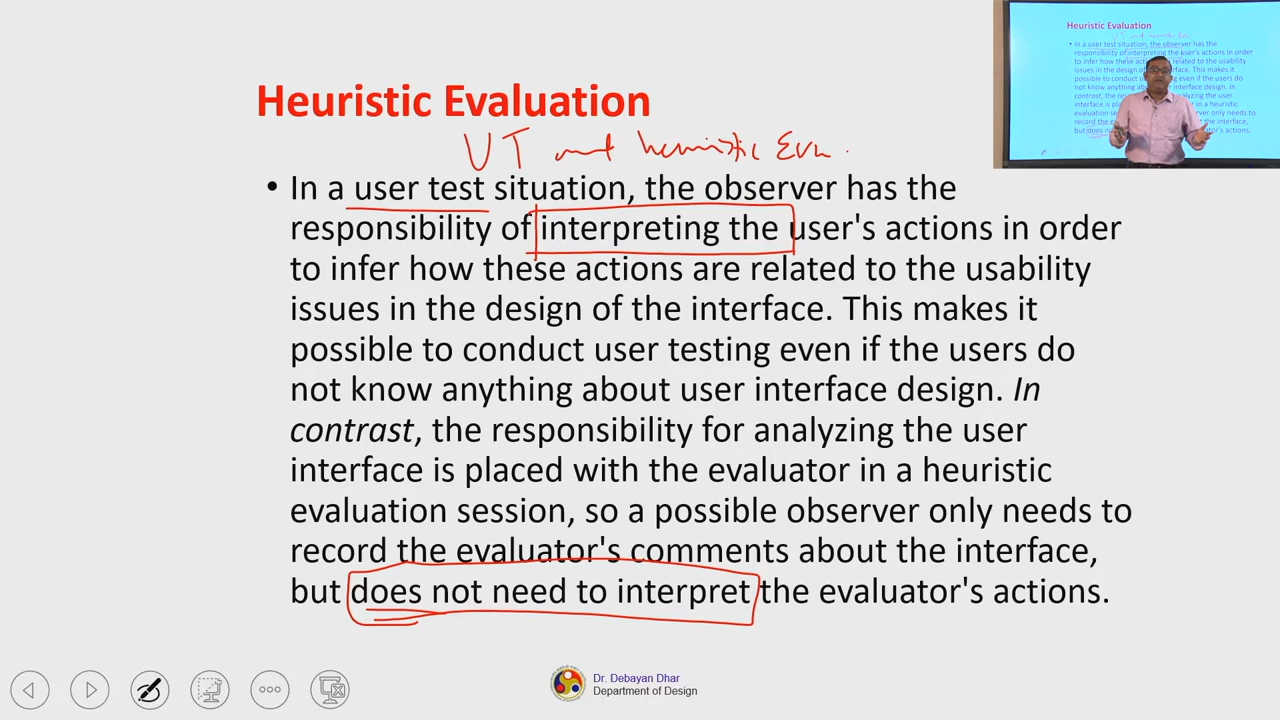 Heuristic Evaluation
UT and heuristic Eva.
• In a user test situation, the observer has the
responsibility of interpreting the user's actions in order
to infer how these actions are related to the usability
issues in the design of the interface. This makes it
possible to conduct user testing even if the users do
not know anything about user interface design. In
contrast, the responsibility for analyzing the user
interface is placed with the evaluator in a heuristic
evaluation session, so a possible observer only needs to
record the evaluator's comments about the interface,
but does not need to interpret the evaluator's actions.
Dr. Debayan Dhar
Department of Design